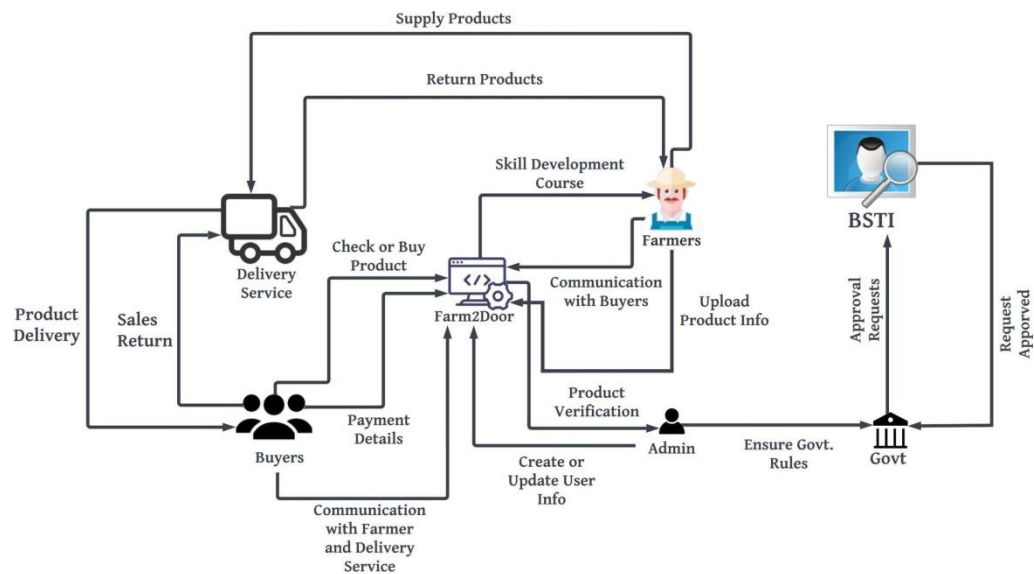 Supply Products
Return Products
Skill Development
Course
BSTI
Farmers
Check or Buy
Product
Delivery
Service
Communication
with Buyers
Upload
Product Info
Farm2Door
</>
Product
Delivery
Sales
Return
Approval
Requests
Request
Apporved
Product
Verification
Payment
Details
Buyers
Admin
Ensure Govt.
Rules
Govt
Create or
Update User
Info
Communication
with Farmer
and Delivery
Service